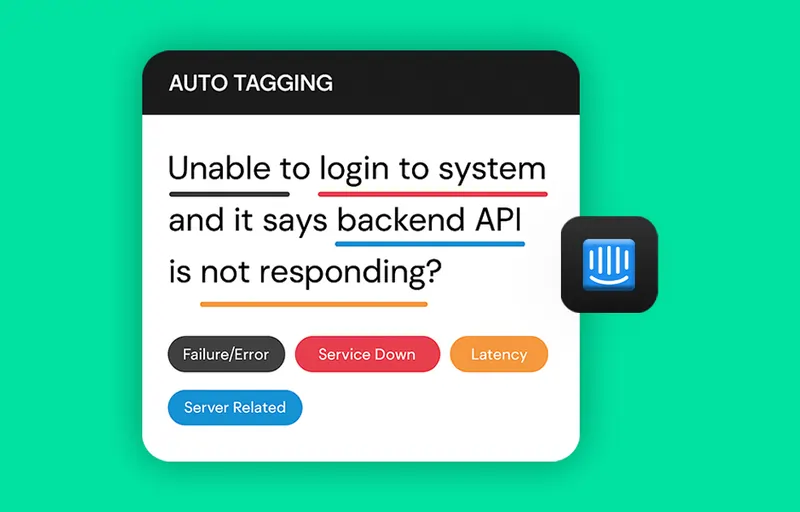 AUTO TAGGING
Unable to login to system
and it says backend API
is not responding?
Failure/Error Service Down Latency
Server Related